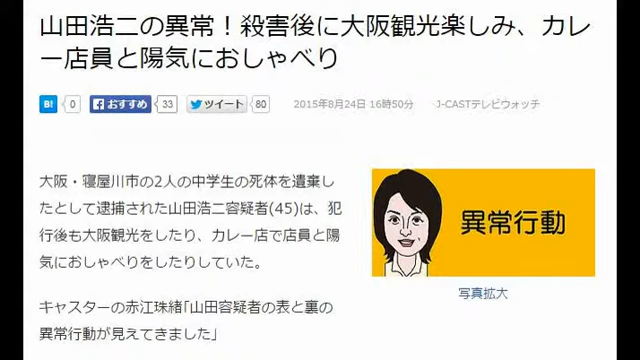 山田浩二の異常！殺害後に大阪観光楽しみ、カレ
ー店員と陽気におしゃべり
B! 0 おすすめ 33 ツイート 80 2015年8月24日 16時50分 J-CASTテレビウォッチ
大阪・寝屋川市の2人の中学生の死体を遺棄し
たとして逮捕された山田浩二容疑者(45)は、犯
行後も大阪観光をしたり、カレー店で店員と陽
気におしゃべりをしたりしていた。
異常行動
写真拡大
キャスターの赤江珠緒「山田容疑者の表と裏の
異常行動が見えてきました」